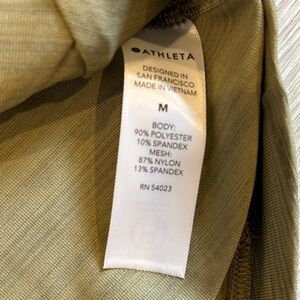 ATHLETA
DESIGNED IN
SAN FRANCISCO
MADE IN VIETNAM
M
BODY:
90% POLYESTER
10% SPANDEX
MESH:
87% NYLON
13% SPANDEX
RN 54023